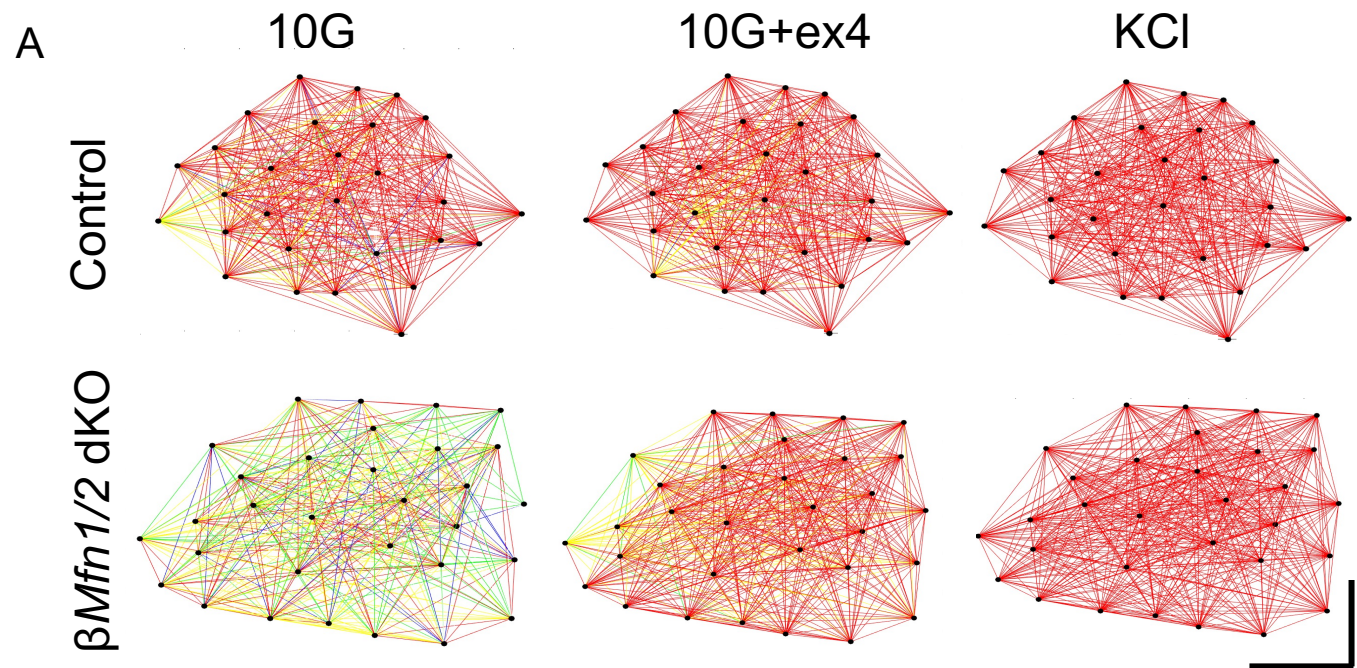 A
10G
10G+ex4
KCl
Control
βMfn1/2 dKO